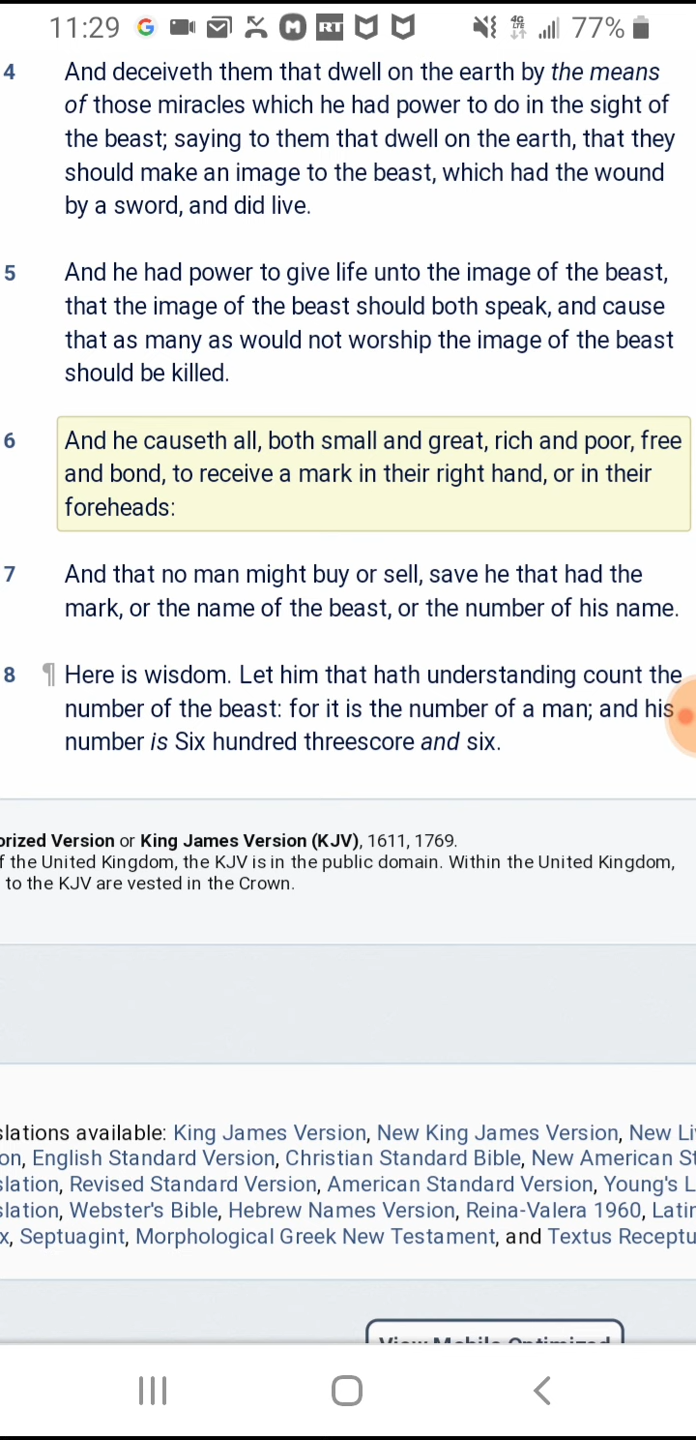 11:29 G M RT 4G LTE 77%
4 And deceiveth them that dwell on the earth by the means
of those miracles which he had power to do in the sight of
the beast; saying to them that dwell on the earth, that they
should make an image to the beast, which had the wound
by a sword, and did live.
5 And he had power to give life unto the image of the beast,
that the image of the beast should both speak, and cause
that as many as would not worship the image of the beast
should be killed.
6 And he causeth all, both small and great, rich and poor, free
and bond, to receive a mark in their right hand, or in their
foreheads:
7 And that no man might buy or sell, save he that had the
mark, or the name of the beast, or the number of his name.
8 ¶ Here is wisdom. Let him that hath understanding count the
number of the beast: for it is the number of a man; and his
number is Six hundred threescore and six.
orized Version or King James Version (KJV), 1611, 1769.
f the United Kingdom, the KJV is in the public domain. Within the United Kingdom,
to the KJV are vested in the Crown.
slations available: King James Version, New King James Version, New Li
on, English Standard Version, Christian Standard Bible, New American St
slation, Revised Standard Version, American Standard Version, Young's L
slation, Webster's Bible, Hebrew Names Version, Reina-Valera 1960, Latin
x, Septuagint, Morphological Greek New Testament, and Textus Receptu
View Mobile Optimized